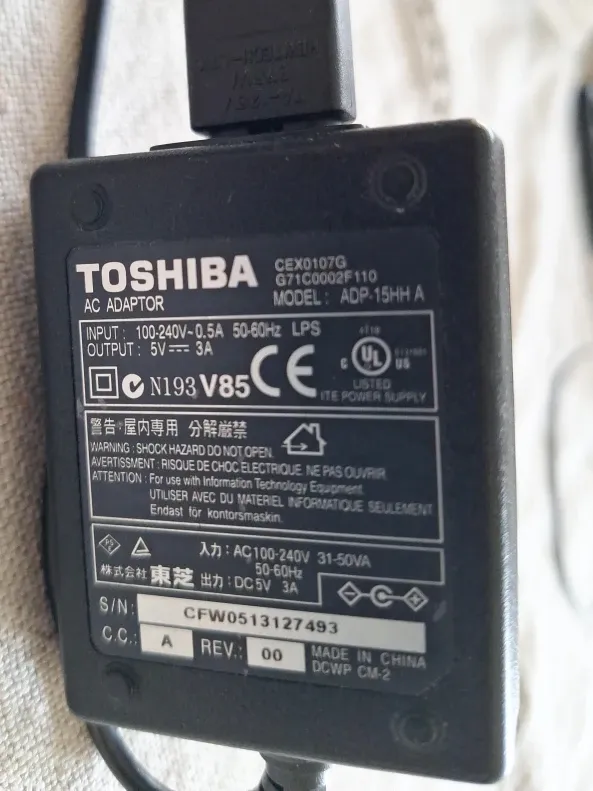 TOSHIBA
AC ADAPTOR
CEX0107G
G71C0002F110
MODEL: ADP-15HH A
INPUT: 100-240V~0.5A 50-60Hz LPS
OUTPUT: 5V⎓ 3A
N193 V85 CE
C UL US
LISTED
ITE POWER SUPPLY
警告・屋内専用 分解厳禁
WARNING: SHOCK HAZARD DO NOT OPEN.
AVERTISSMENT: RISQUE DE CHOC ELECTRIQUE NE PAS OUVRIR.
ATTENTION: For use with Information Technology Equipment.
UTILISER AVEC DU MATERIEL INFORMATIQUE SEULEMENT
Endast för kontorsmaskin.
PS E
入力: AC100-240V 31-50VA
50-60Hz
株式会社 東芝 出力: DC5V 3A
S/N: CFW0513127493
C.C.: A REV.: 00
MADE IN CHINA
DCWP CM-2